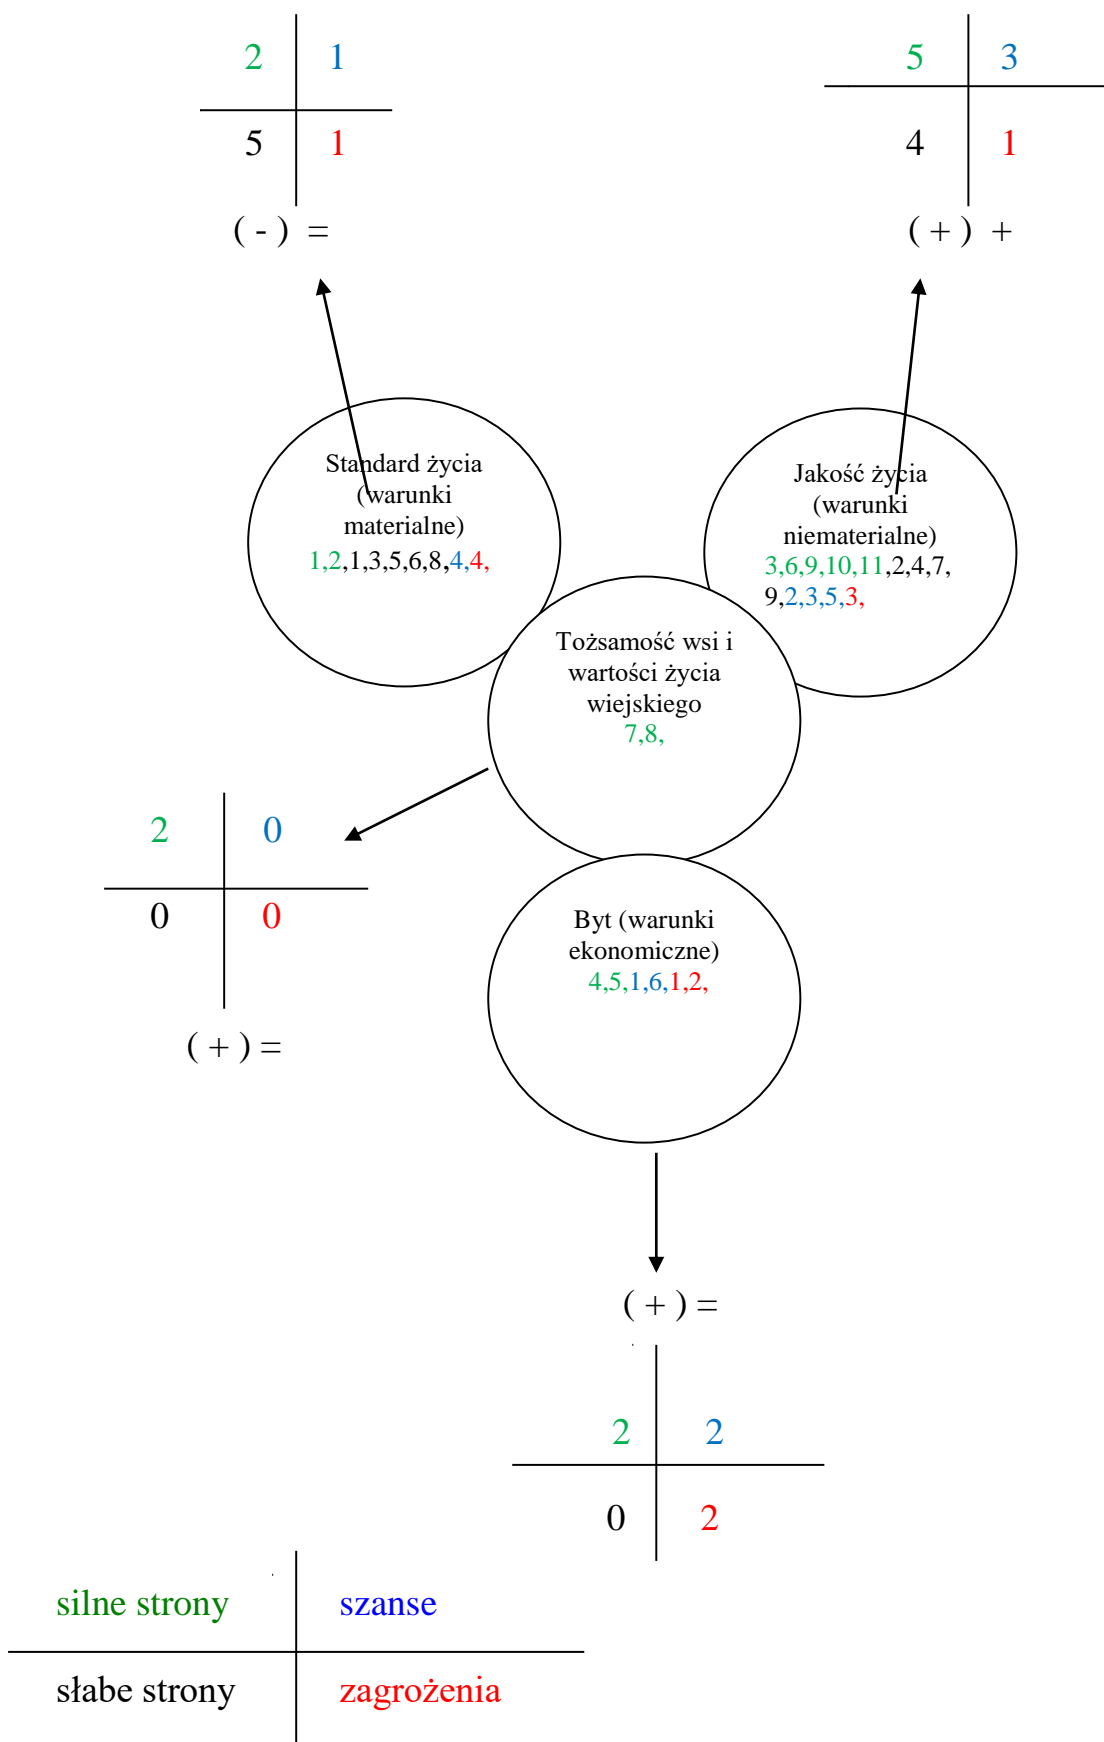 2 1
5 1
( - ) =
5 3
4 1
( + ) +
Standard życia
(warunki
materialne)
1,2,1,3,5,6,8,4,4,
Jakość życia
(warunki
niematerialne)
3,6,9,10,11,2,4,7,
9,2,3,5,3,
Tożsamość wsi i
wartości życia
wiejskiego
7,8,
2 0
0 0
( + ) =
Byt (warunki
ekonomiczne)
4,5,1,6,1,2,
( + ) =
2 2
0 2
silne strony szanse
słabe strony zagrożenia